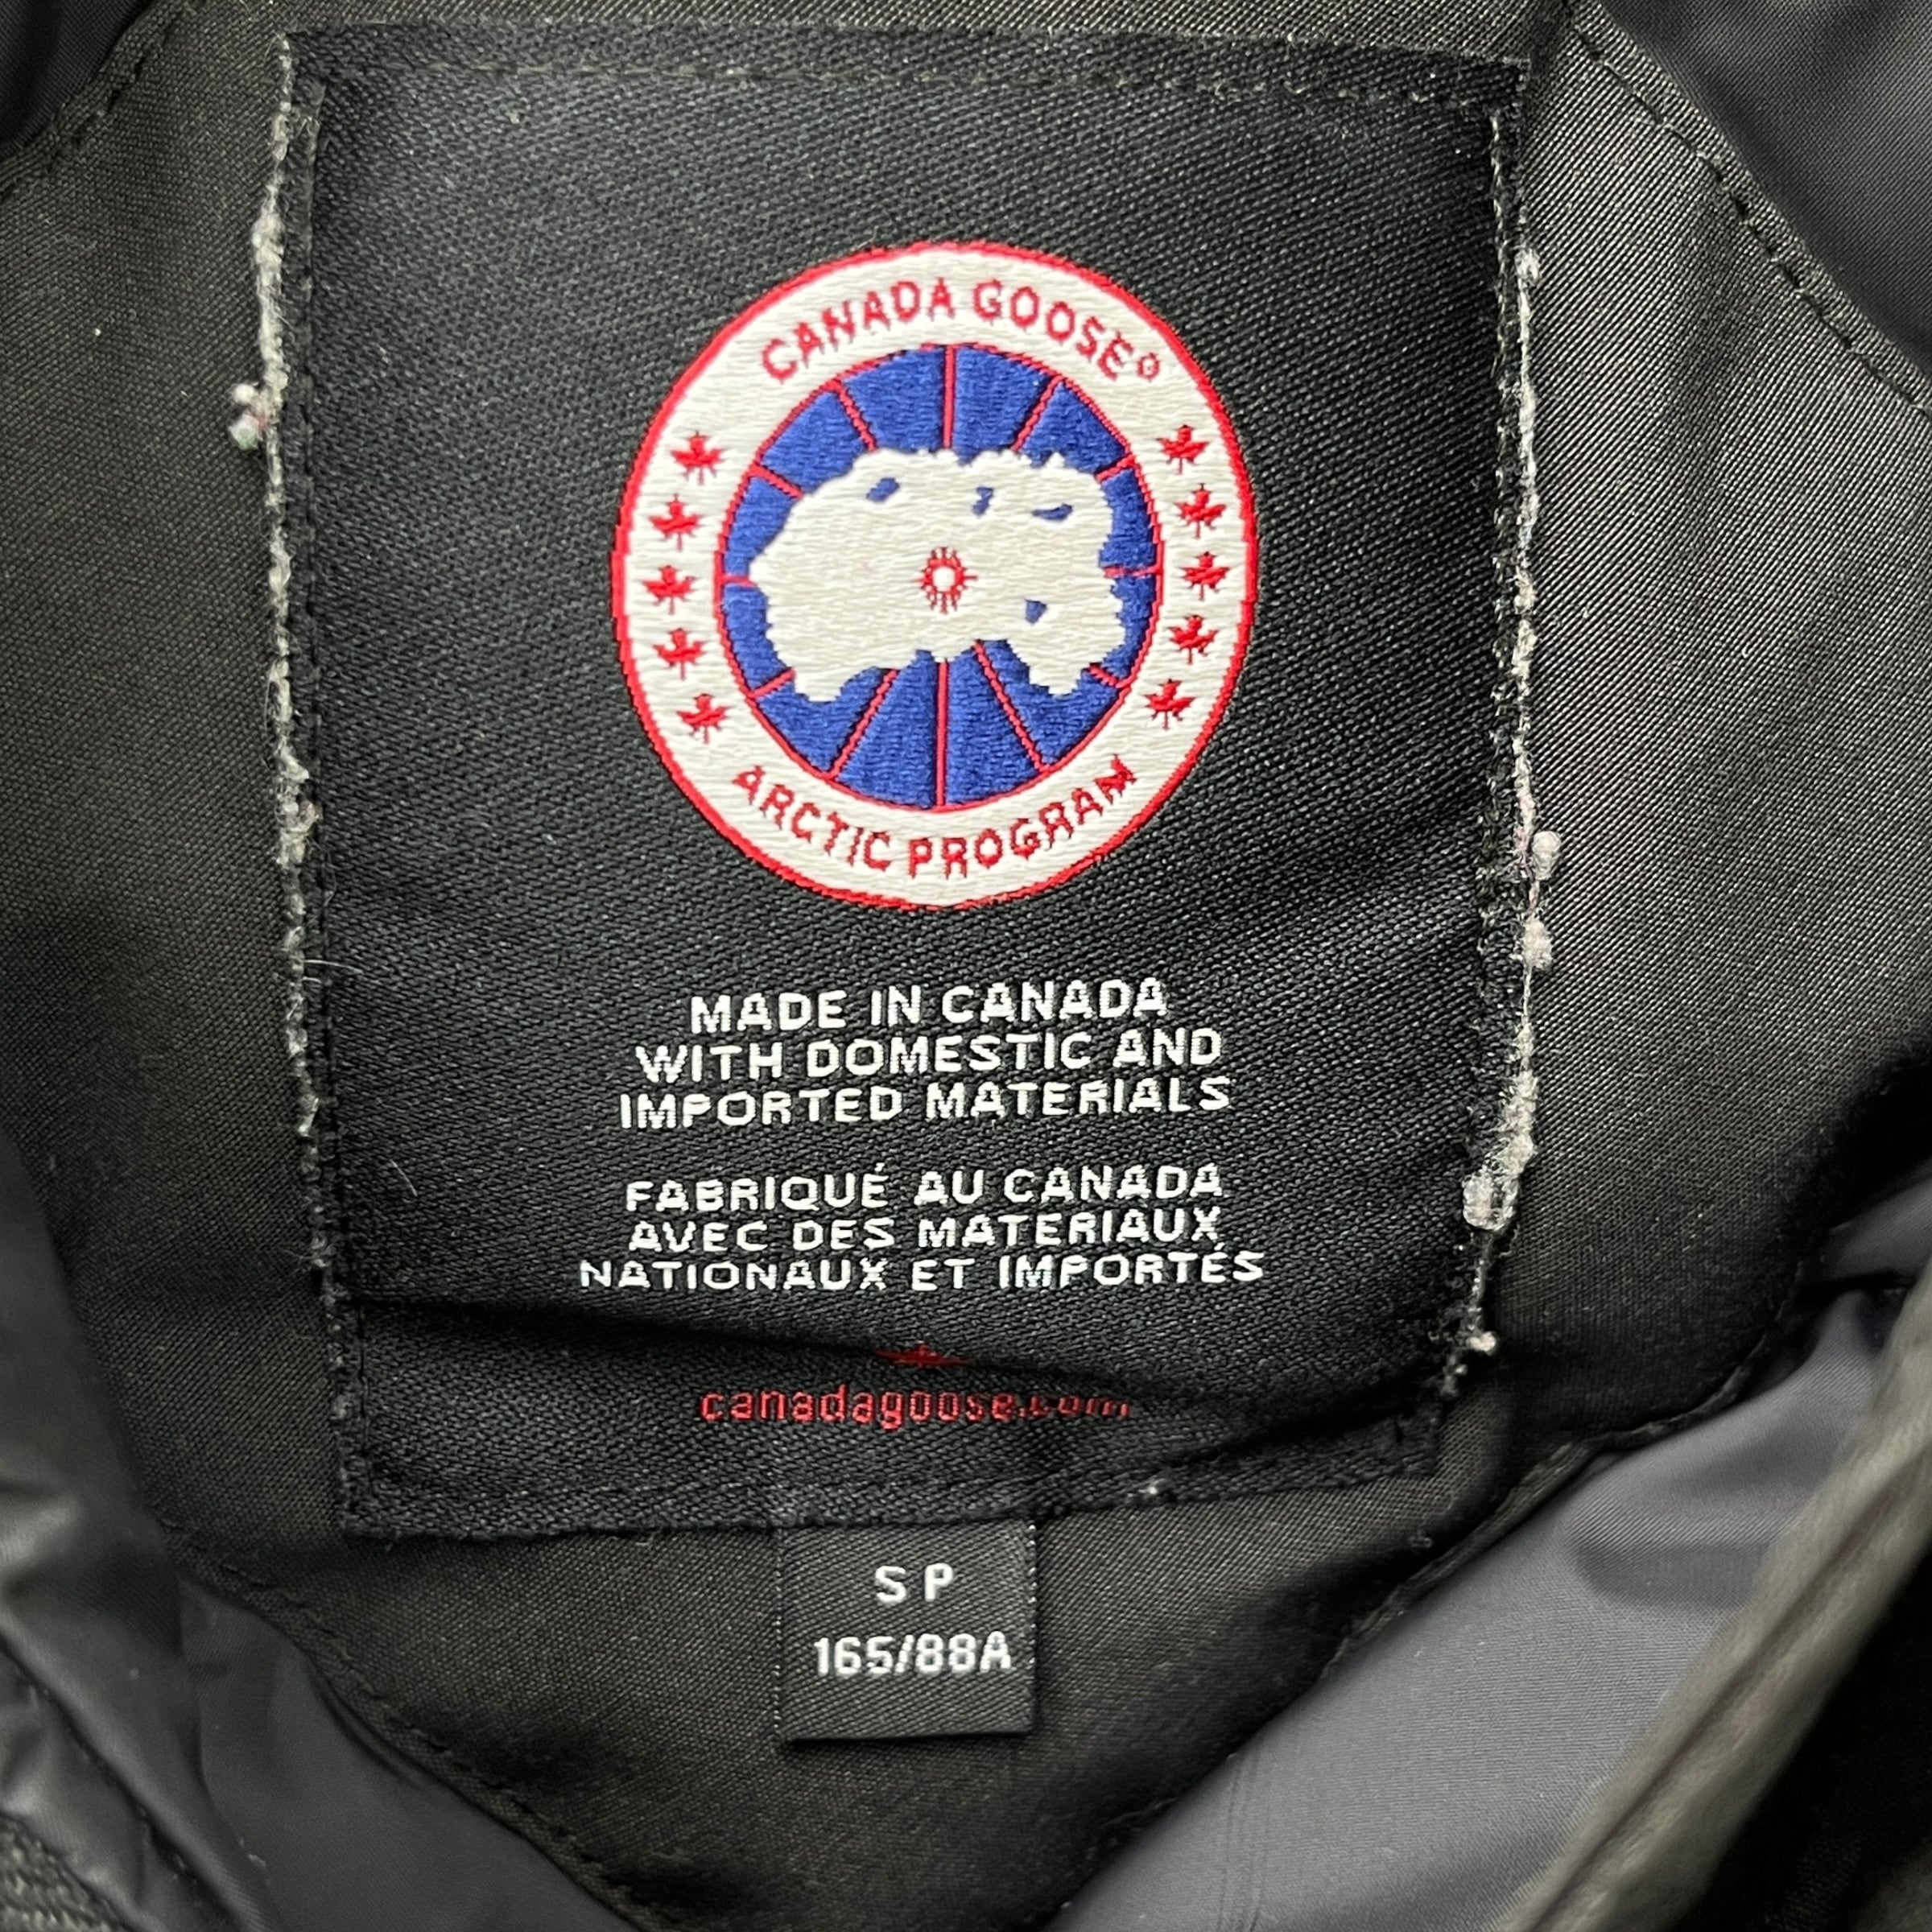 CANADA GOOSE®
ARCTIC PROGRAM
MADE IN CANADA
WITH DOMESTIC AND
IMPORTED MATERIALS
FABRIQUÉ AU CANADA
AVEC DES MATERIAUX
NATIONAUX ET IMPORTÉS
canadagoose.com
S P
165/88A